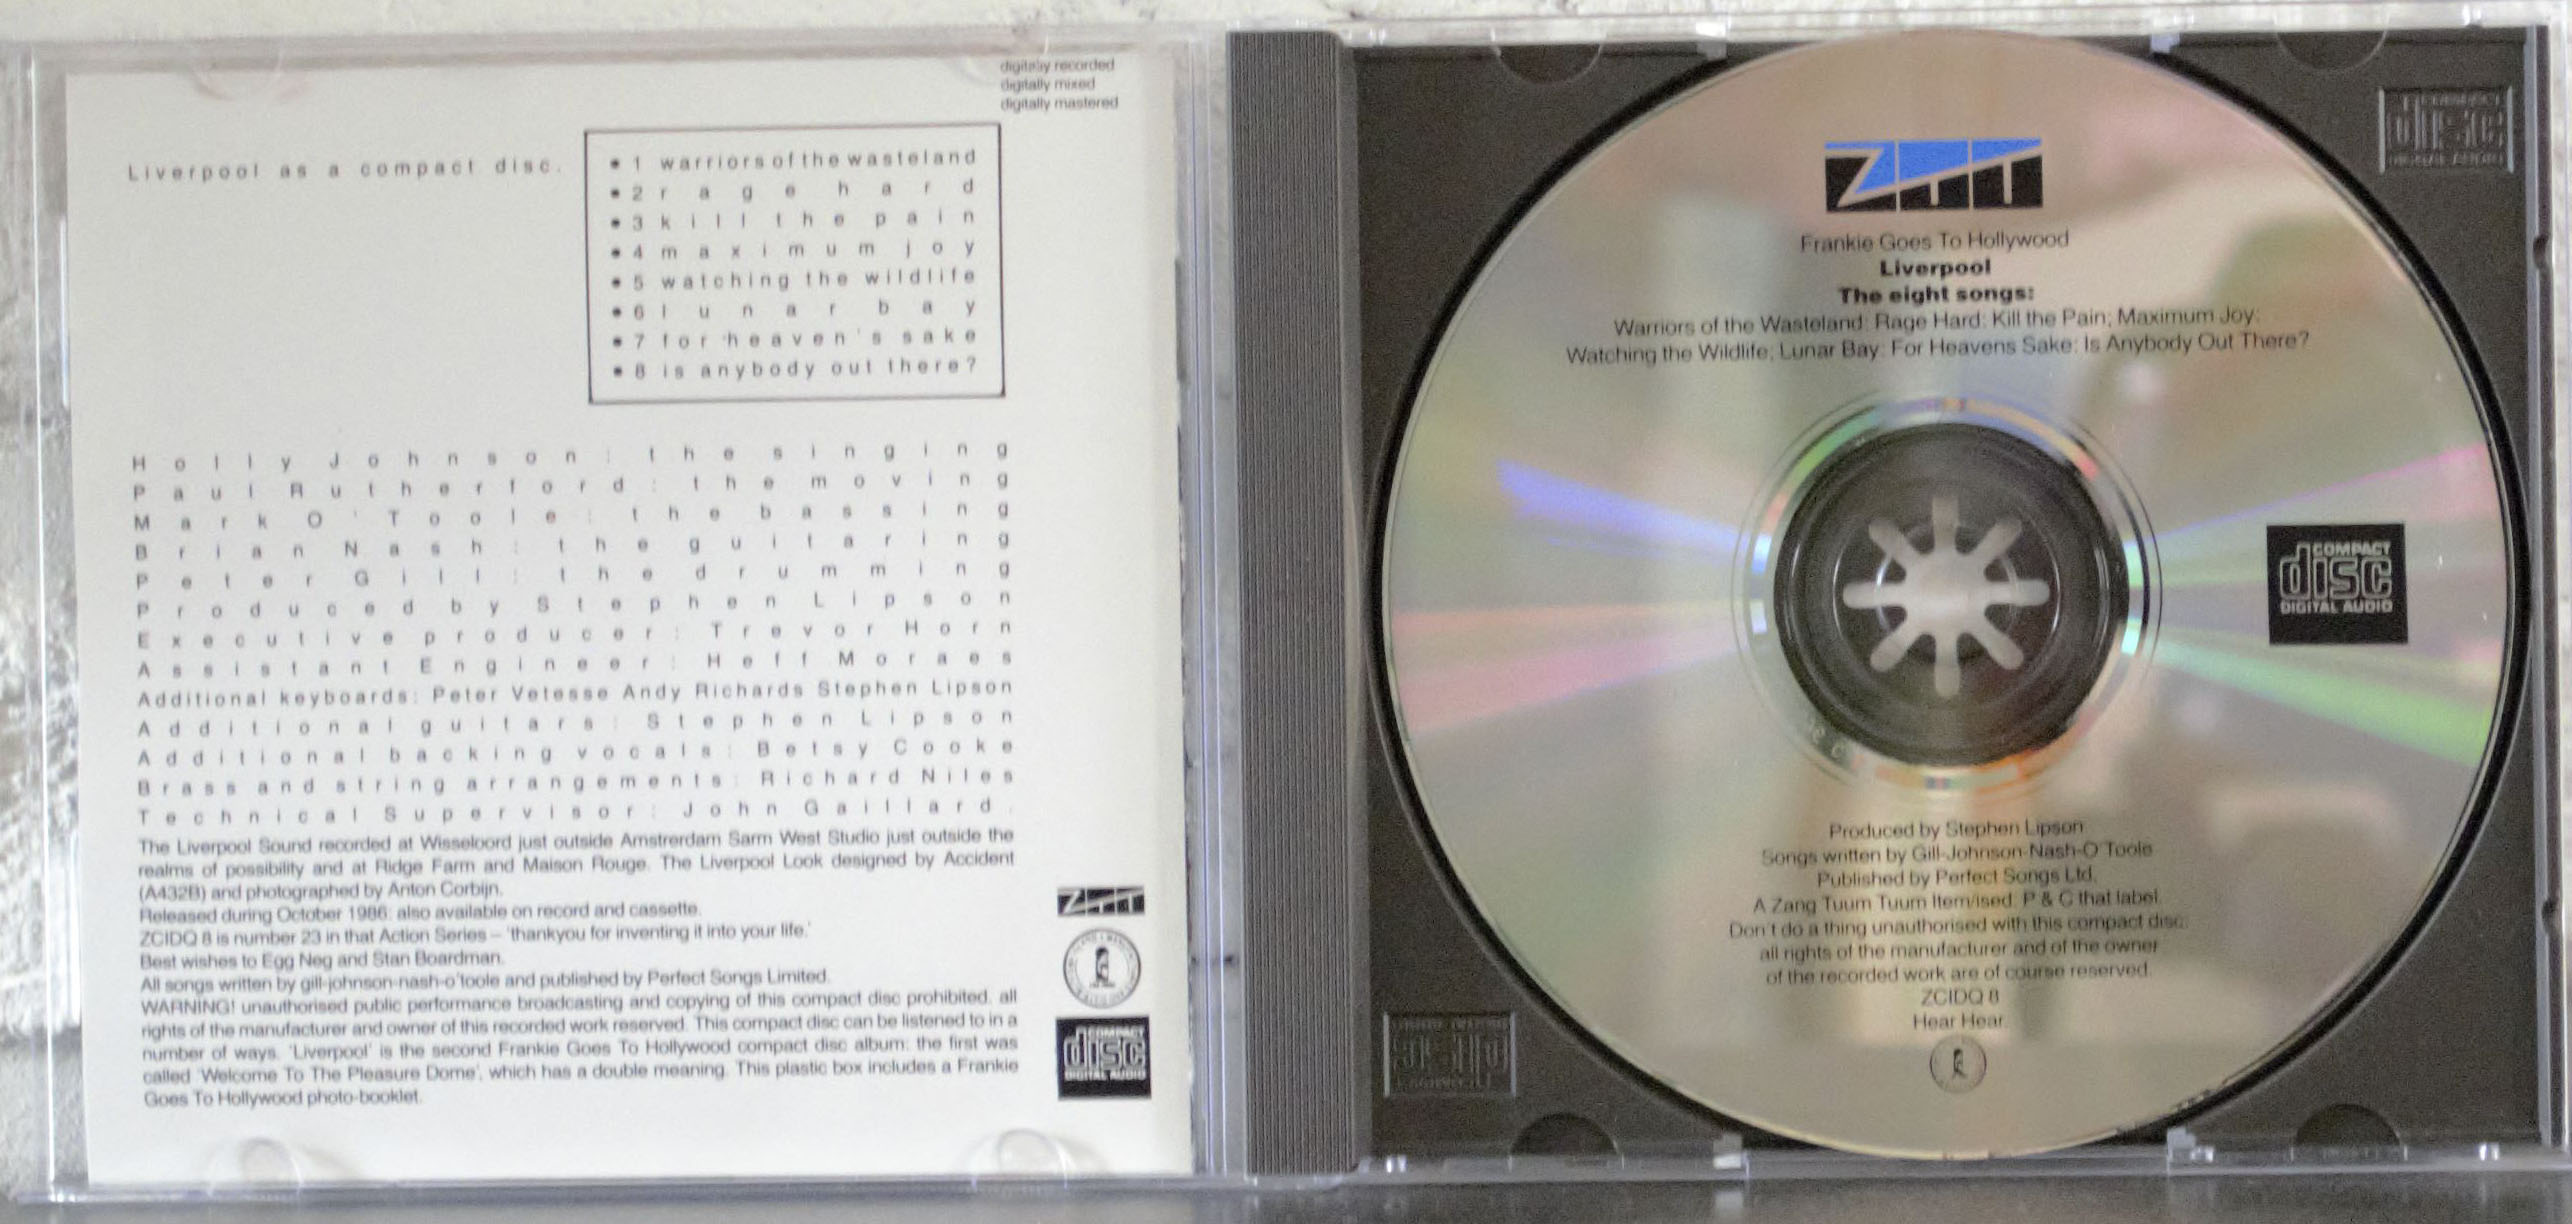 digitally recorded
digitally mixed
digitally mastered
Liverpool as a compact disc.
• 1 warriors of the wasteland
• 2 rage hard
• 3 kill the pain
• 4 maximum joy
• 5 watching the wildlife
• 6 lunar bay
• 7 for heaven's sake
• 8 is anybody out there?
Holly Johnson: the singing
Paul Rutherford: the moving
Mark O'Toole: the bassing
Brian Nash: the guitaring
Peter Gill: the drumming
Produced by Stephen Lipson
Executive producer: Trevor Horn
Assistant Engineer: Heff Moraes
Additional keyboards: Peter Vetesse Andy Richards Stephen Lipson
Additional guitars: Stephen Lipson
Additional backing vocals: Betsy Cooke
Brass and string arrangements: Richard Niles
Technical Supervisor: John Gaillard.
The Liverpool Sound recorded at Wisseloord just outside Amstrerdam Sarm West Studio just outside the
realms of possibility and at Ridge Farm and Maison Rouge. The Liverpool Look designed by Accident
(A432B) and photographed by Anton Corbijn.
Released during October 1986: also available on record and cassette.
ZCIDQ 8 is number 23 in that Action Series – 'thankyou for inventing it into your life.'
Best wishes to Egg Neg and Stan Boardman.
All songs written by gill-johnson-nash-o'toole and published by Perfect Songs Limited.
WARNING! unauthorised public performance broadcasting and copying of this compact disc prohibited. all
rights of the manufacturer and owner of this recorded work reserved. This compact disc can be listened to in a
number of ways. 'Liverpool' is the second Frankie Goes To Hollywood compact disc album: the first was
called 'Welcome To The Pleasure Dome', which has a double meaning. This plastic box includes a Frankie
Goes To Hollywood photo-booklet.
ZTT
COMPACT
disc
DIGITAL AUDIO
ZTT
Frankie Goes To Hollywood
Liverpool
The eight songs:
Warriors of the Wasteland; Rage Hard; Kill the Pain; Maximum Joy;
Watching the Wildlife; Lunar Bay; For Heavens Sake; Is Anybody Out There?
COMPACT
disc
DIGITAL AUDIO
Produced by Stephen Lipson
Songs written by Gill-Johnson-Nash-O'Toole
Published by Perfect Songs Ltd.
A Zang Tuum Tuum Item/ised: P & C that label.
Don't do a thing unauthorised with this compact disc:
all rights of the manufacturer and of the owner
of the recorded work are of course reserved.
ZCIDQ 8
Hear Hear.
COMPACT
disc
DIGITAL AUDIO
COMPACT
disc
DIGITAL AUDIO